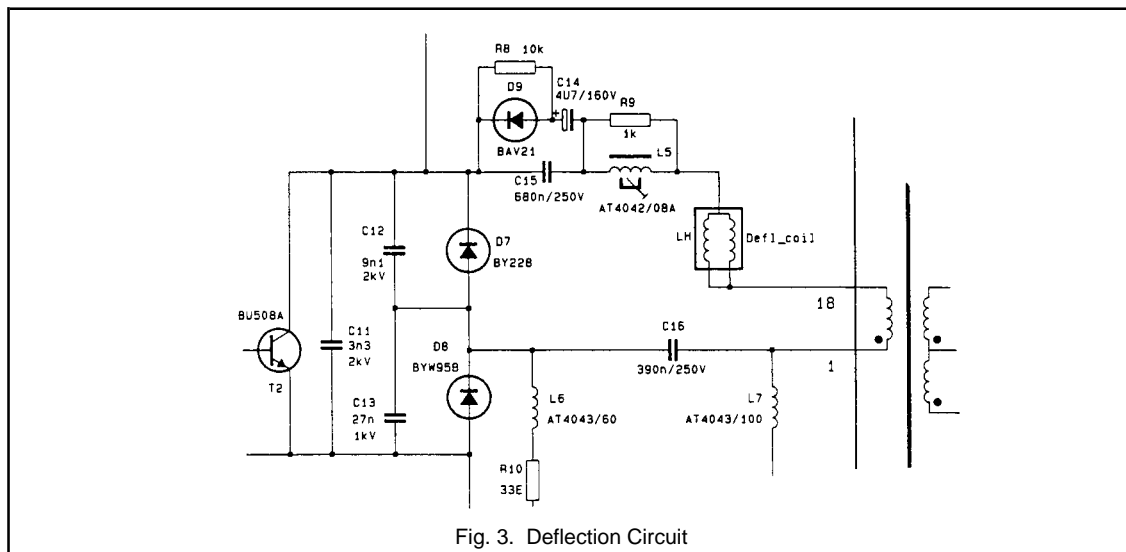 R8 10k
D9
C14
4U7/160V
+
R9
1k
BAV21
L5
C15
680n/250V
AT4042/08A
C12
9n1
2kV
D7
BY228
LH
Defl_coil
18
BU508A
C11
3n3
2kV
T2
D8
BYW95B
C16
390n/250V
1
C13
27n
1kV
L6
AT4043/60
L7
AT4043/100
R10
33E
Fig. 3. Deflection Circuit